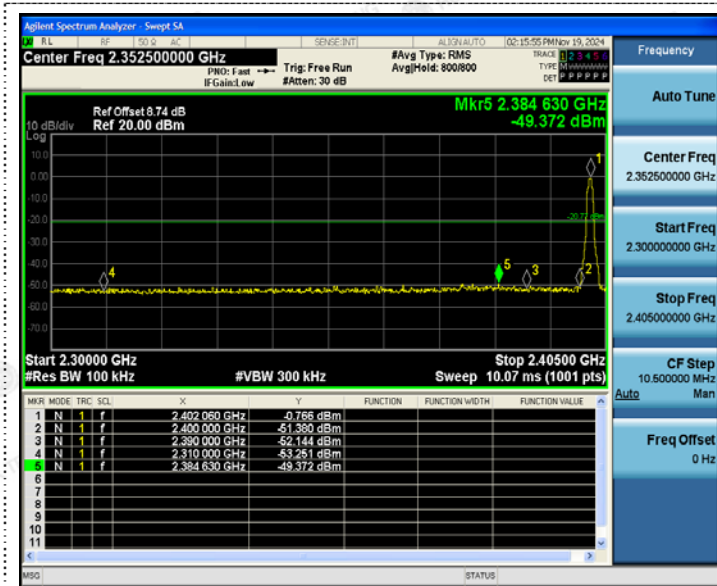 Agilent Spectrum Analyzer - Swept SA
RL RF 50 Ω AC SENSE:INT ALIGN AUTO 02:15:55 PM Nov 19, 2024
Center Freq 2.352500000 GHz
PNO: Fast
IFGain:Low
Trig: Free Run
#Atten: 30 dB
#Avg Type: RMS
Avg|Hold: 800/800
TRACE 1 2 3 4 5 6
TYPE M
DET P P P P P P
Mkr5 2.384 630 GHz
-49.372 dBm
Ref Offset 8.74 dB
Ref 20.00 dBm
10 dB/div
Log
10.0
0.00
-10.0
-20.0
-30.0
-40.0
-50.0
-60.0
-70.0
1
-20.77 dBm
4
5
3
2
Start 2.30000 GHz
Stop 2.40500 GHz
#Res BW 100 kHz
#VBW 300 kHz
Sweep 10.07 ms (1001 pts)
MKR MODE TRC SCL X Y FUNCTION FUNCTION WIDTH FUNCTION VALUE
1 N 1 f 2.402 060 GHz -0.766 dBm
2 N 1 f 2.400 000 GHz -51.380 dBm
3 N 1 f 2.390 000 GHz -52.144 dBm
4 N 1 f 2.310 000 GHz -53.251 dBm
5 N 1 f 2.384 630 GHz -49.372 dBm
6
7
8
9
10
11
MSG
STATUS
Frequency
Auto Tune
Center Freq
2.352500000 GHz
Start Freq
2.300000000 GHz
Stop Freq
2.405000000 GHz
CF Step
10.500000 MHz
Auto Man
Freq Offset
0 Hz